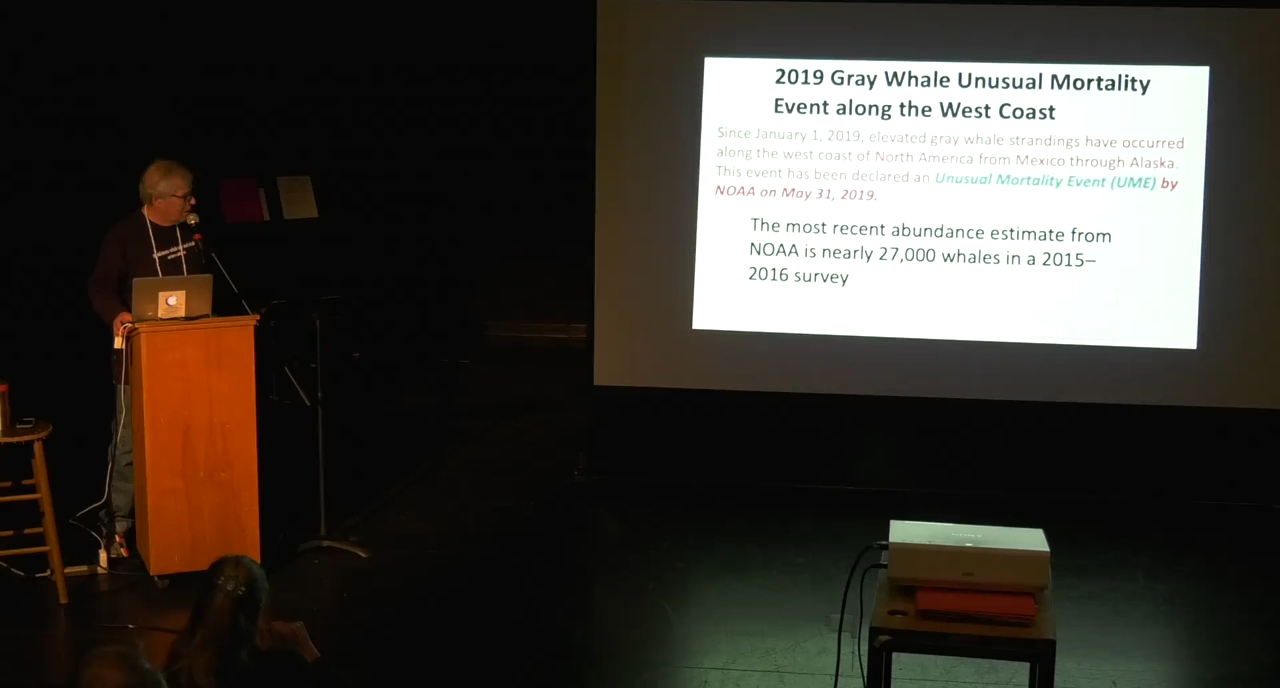 2019 Gray Whale Unusual Mortality
Event along the West Coast
Since January 1, 2019, elevated gray whale strandings have occurred
along the west coast of North America from Mexico through Alaska.
This event has been declared an Unusual Mortality Event (UME) by
NOAA on May 31, 2019.
The most recent abundance estimate from
NOAA is nearly 27,000 whales in a 2015–
2016 survey
SONY